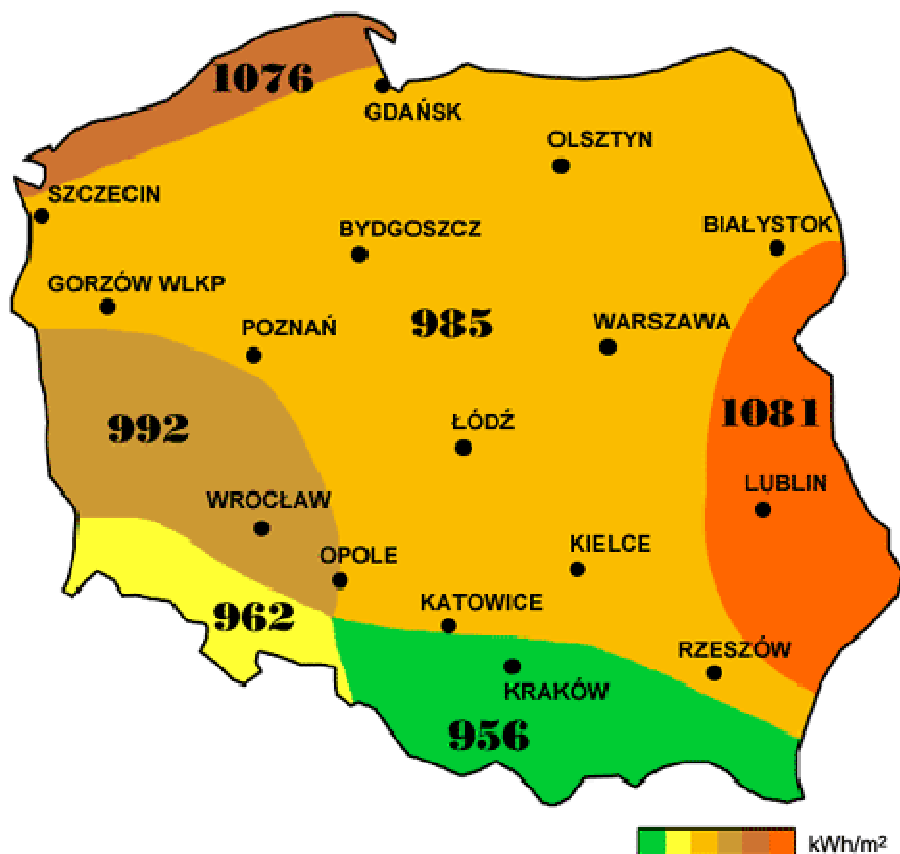 1076
GDAŃSK
OLSZTYN
SZCZECIN
BIAŁYSTOK
BYDGOSZCZ
GORZÓW WLKP
985
WARSZAWA
POZNAŃ
1081
ŁÓDŹ
992
LUBLIN
WROCŁAW
KIELCE
OPOLE
KATOWICE
962
RZESZÓW
KRAKÓW
956
kWh/m²